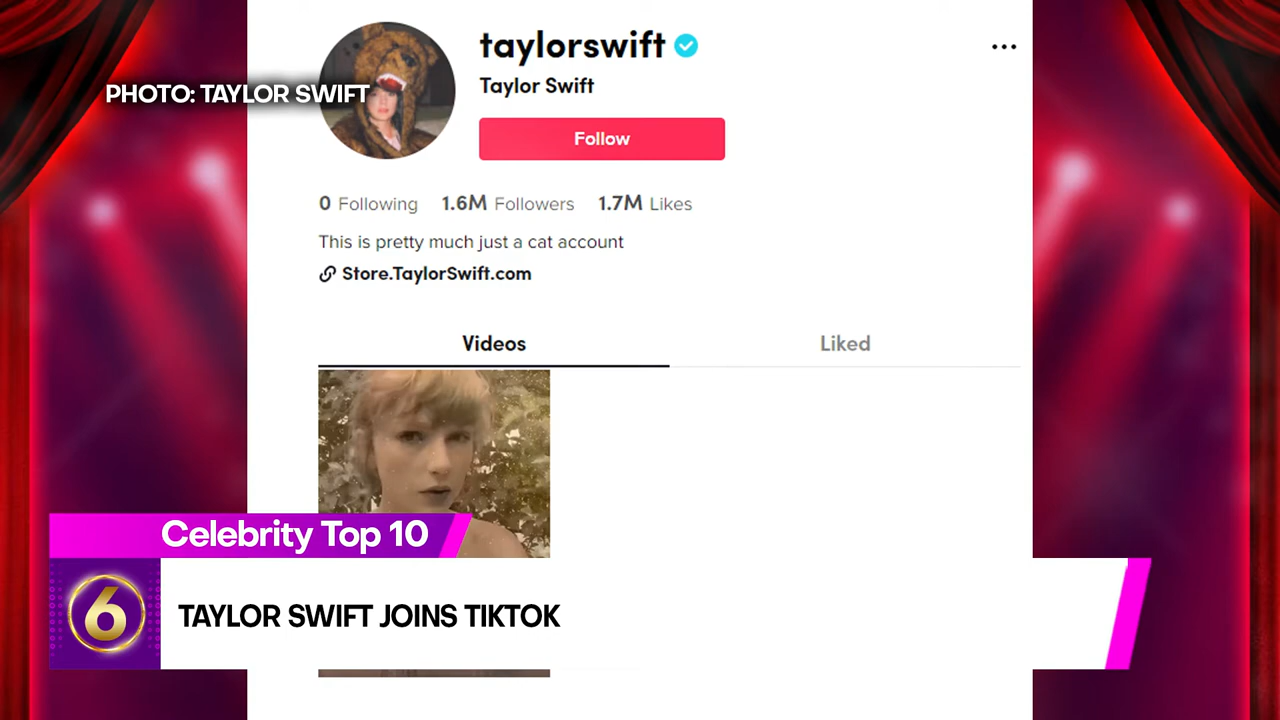 taylorswift
PHOTO: TAYLOR SWIFT
Taylor Swift
Follow
0 Following 1.6M Followers 1.7M Likes
This is pretty much just a cat account
Store.TaylorSwift.com
Videos Liked
Celebrity Top 10
6
TAYLOR SWIFT JOINS TIKTOK